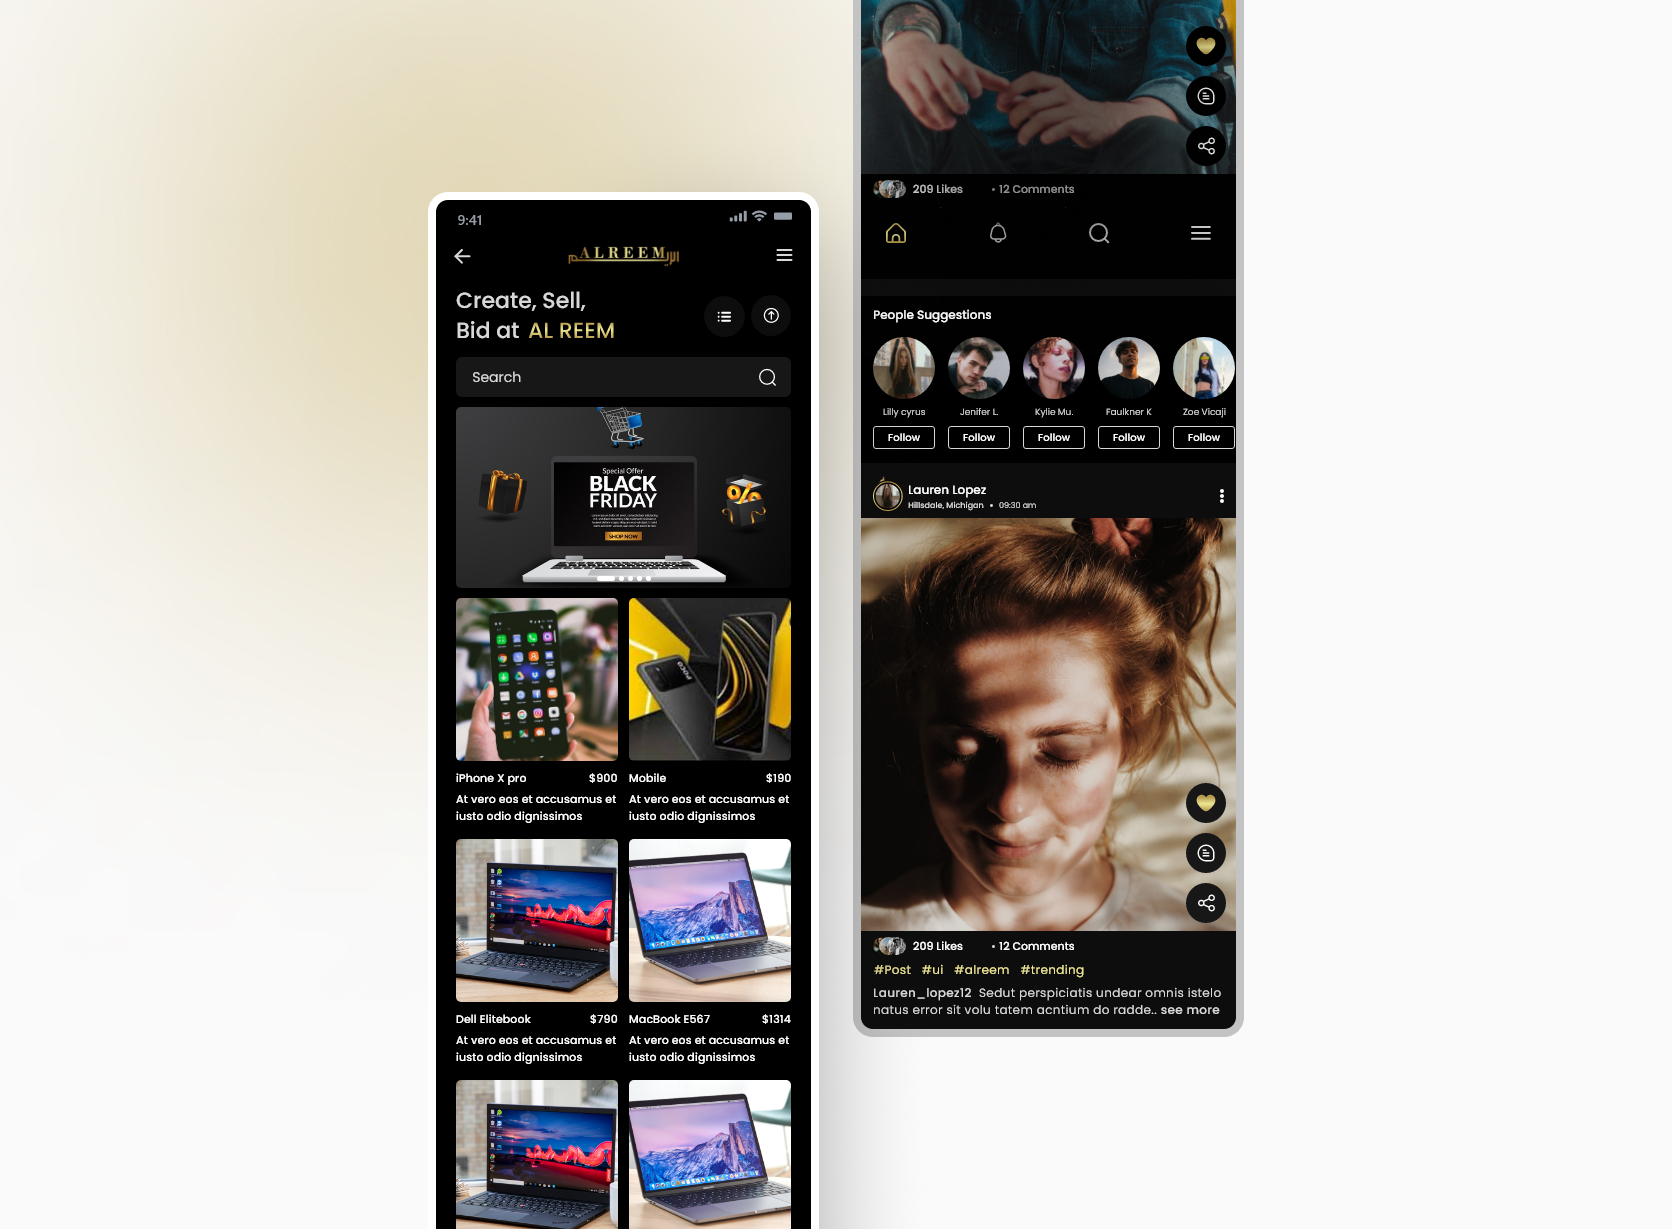 9:41
ALREEM الريم
Create, Sell,
Bid at AL REEM
Search
Special Offer
BLACK
FRIDAY
SHOP NOW
POCO
iPhone X pro $900
At vero eos et accusamus et
iusto odio dignissimos
Mobile $190
At vero eos et accusamus et
iusto odio dignissimos
Dell Elitebook $790
At vero eos et accusamus et
iusto odio dignissimos
MacBook E567 $1314
At vero eos et accusamus et
iusto odio dignissimos
209 Likes • 12 Comments
People Suggestions
Lilly cyrus
Jenifer L.
Kylie Mu.
Faulkner K
Zoe Vicaji
Follow
Follow
Follow
Follow
Follow
Lauren Lopez
Hillsdale, Michigan • 09:30 am
209 Likes • 12 Comments
#Post #ui #alreem #trending
Lauren_lopez12 Sedut perspiciatis undear omnis istelo
natus error sit volu tatem acntium do radde.. see more